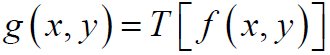 g(x, y) = T[f(x, y)]